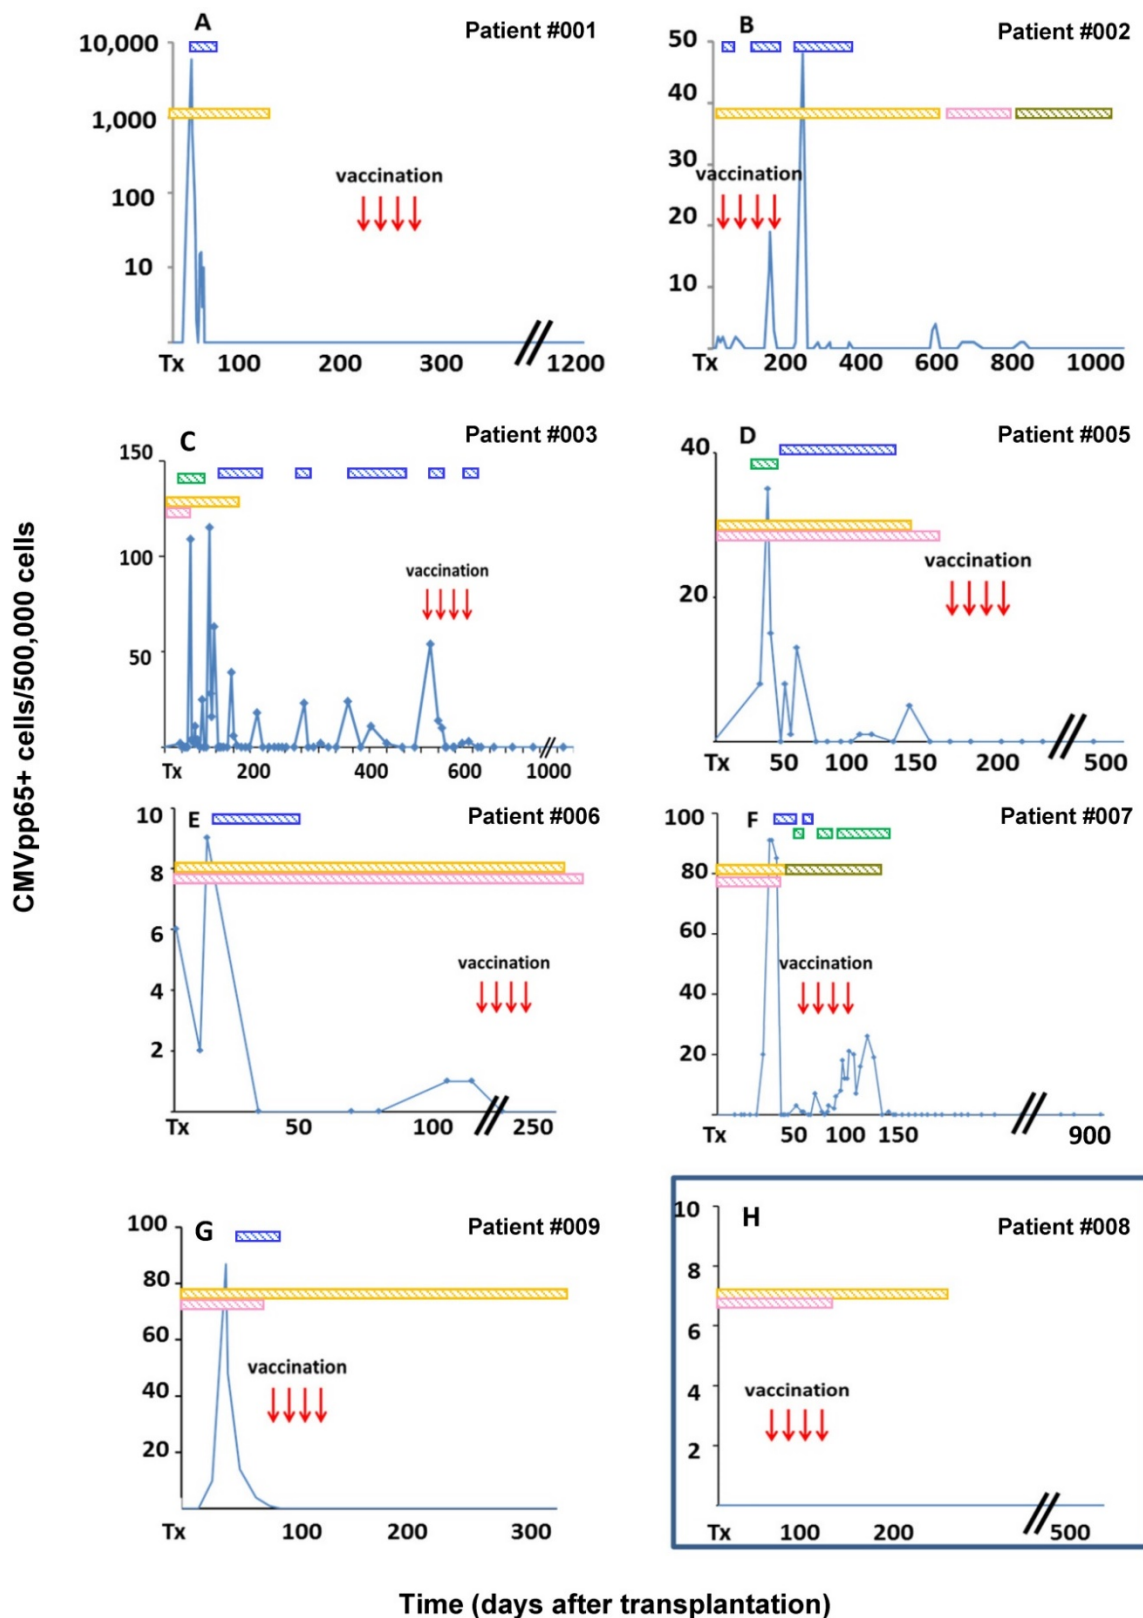 CMVpp65+ cells/500,000 cells
A Patient #001
10,000
1,000
100
10
vaccination
Tx 100 200 300 1200
B Patient #002
50
40
30
20
10
vaccination
Tx 200 400 600 800 1000
C Patient #003
150
100
50
vaccination
Tx 200 400 600 1000
D Patient #005
40
20
vaccination
Tx 50 100 150 200 500
E Patient #006
10
8
6
4
2
vaccination
Tx 50 100 250
F Patient #007
100
80
60
40
20
vaccination
Tx 50 100 150 900
G Patient #009
100
80
60
40
20
vaccination
Tx 100 200 300
H Patient #008
10
8
6
4
2
vaccination
Tx 100 200 500
Time (days after transplantation)